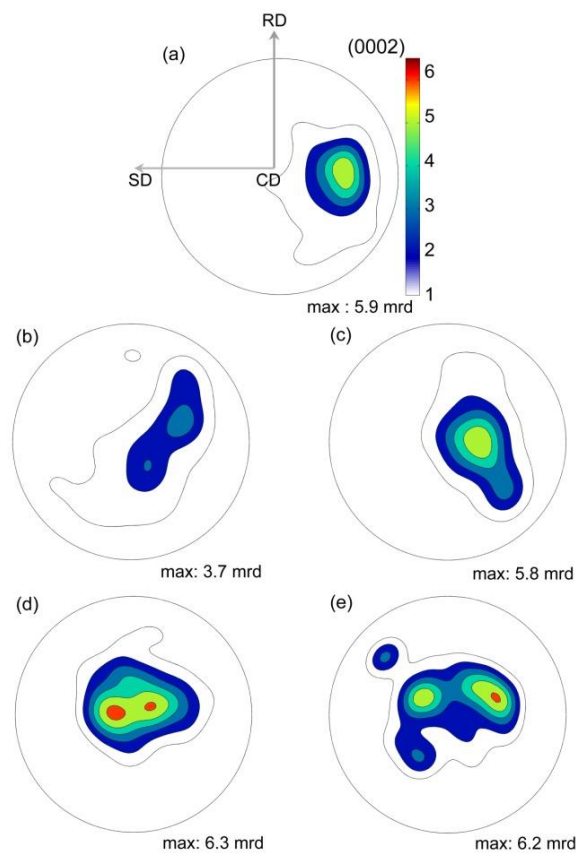 RD
(a)
(0002)
6
5
4
3
2
1
SD
CD
max : 5.9 mrd
(b)
(c)
max: 3.7 mrd
max: 5.8 mrd
(d)
(e)
max: 6.3 mrd
max: 6.2 mrd